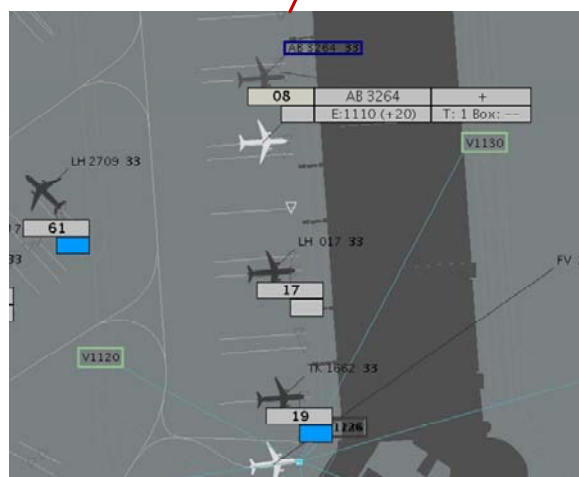 AB 3264 33
08 AB 3264 +
E:1110 (+20) T: 1 Box: --
V1130
LH 2709 33
61
33
LH 017 33
FV
17
V1120
TK 1662 33
19